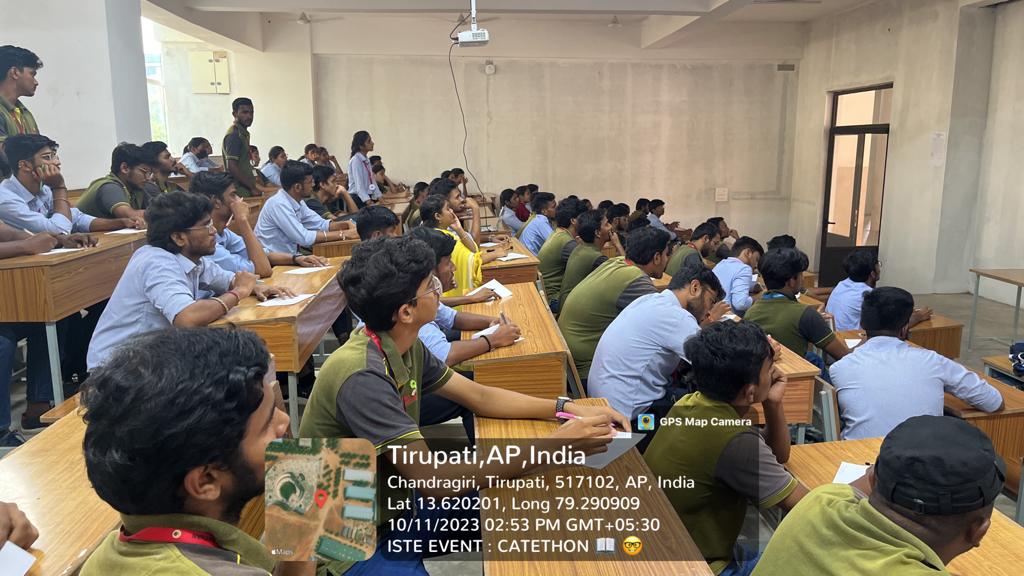 GPS Map Camera
Tirupati,AP,India
Chandragiri, Tirupati, 517102, AP, India
Lat 13.620201, Long 79.290909
10/11/2023 02:53 PM GMT+05:30
ISTE EVENT : CATETHON 📖 🤓
Maps